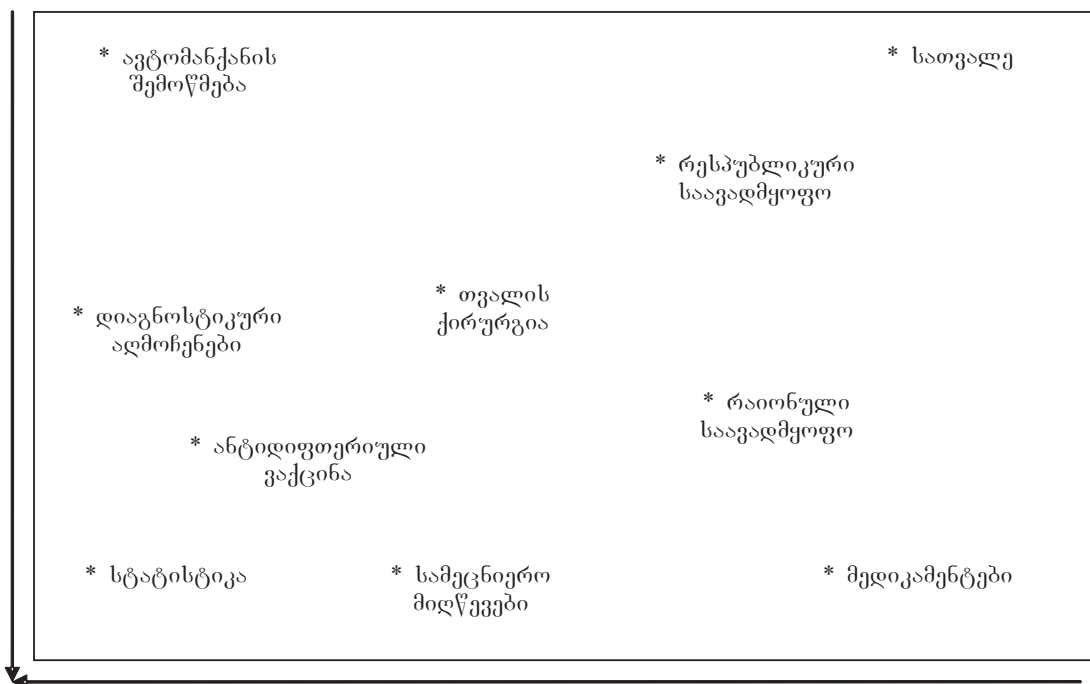 * ავტომანქანის
შემოწმება
* სათვალე
* რესპუბლიკური
საავადმყოფო
* თვალის
ქირურგია
* დიაგნოსტიკური
აღმოჩენები
* რაიონული
საავადმყოფო
* ანტიდიფთერიული
ვაქცინა
* სტატისტიკა
* სამეცნიერო
მიღწევები
* მედიკამენტები